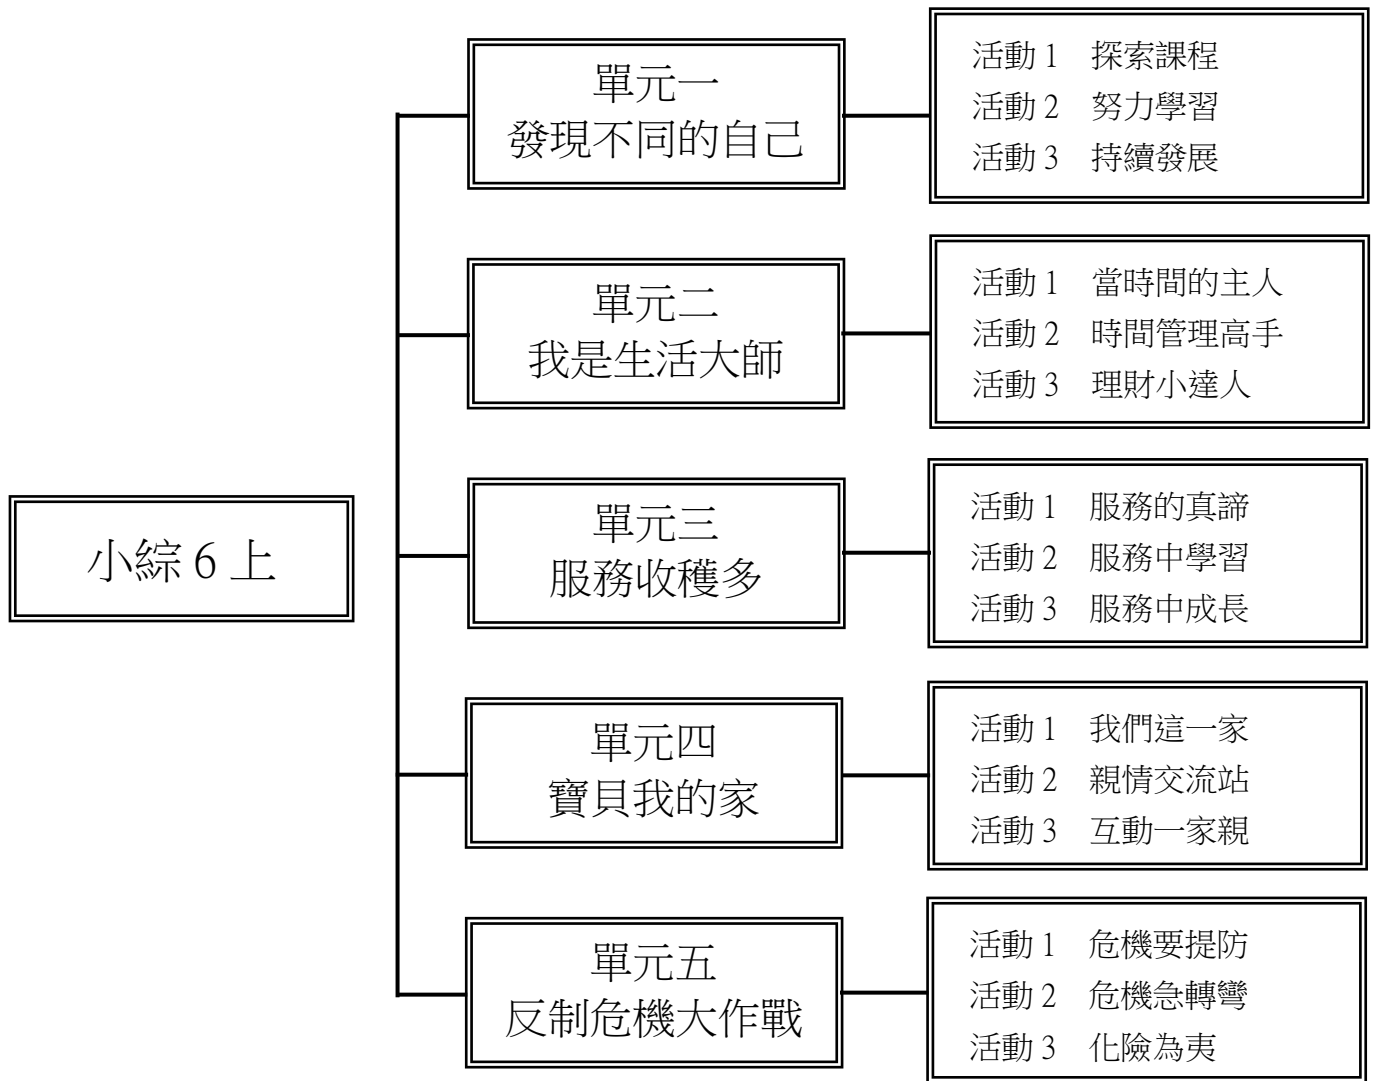 單元一
發現不同的自己
活動 1 探索課程
活動 2 努力學習
活動 3 持續發展
單元二
我是生活大師
活動 1 當時間的主人
活動 2 時間管理高手
活動 3 理財小達人
小綜 6 上
單元三
服務收穫多
活動 1 服務的真諦
活動 2 服務中學習
活動 3 服務中成長
單元四
寶貝我的家
活動 1 我們這一家
活動 2 親情交流站
活動 3 互動一家親
單元五
反制危機大作戰
活動 1 危機要提防
活動 2 危機急轉彎
活動 3 化險為夷